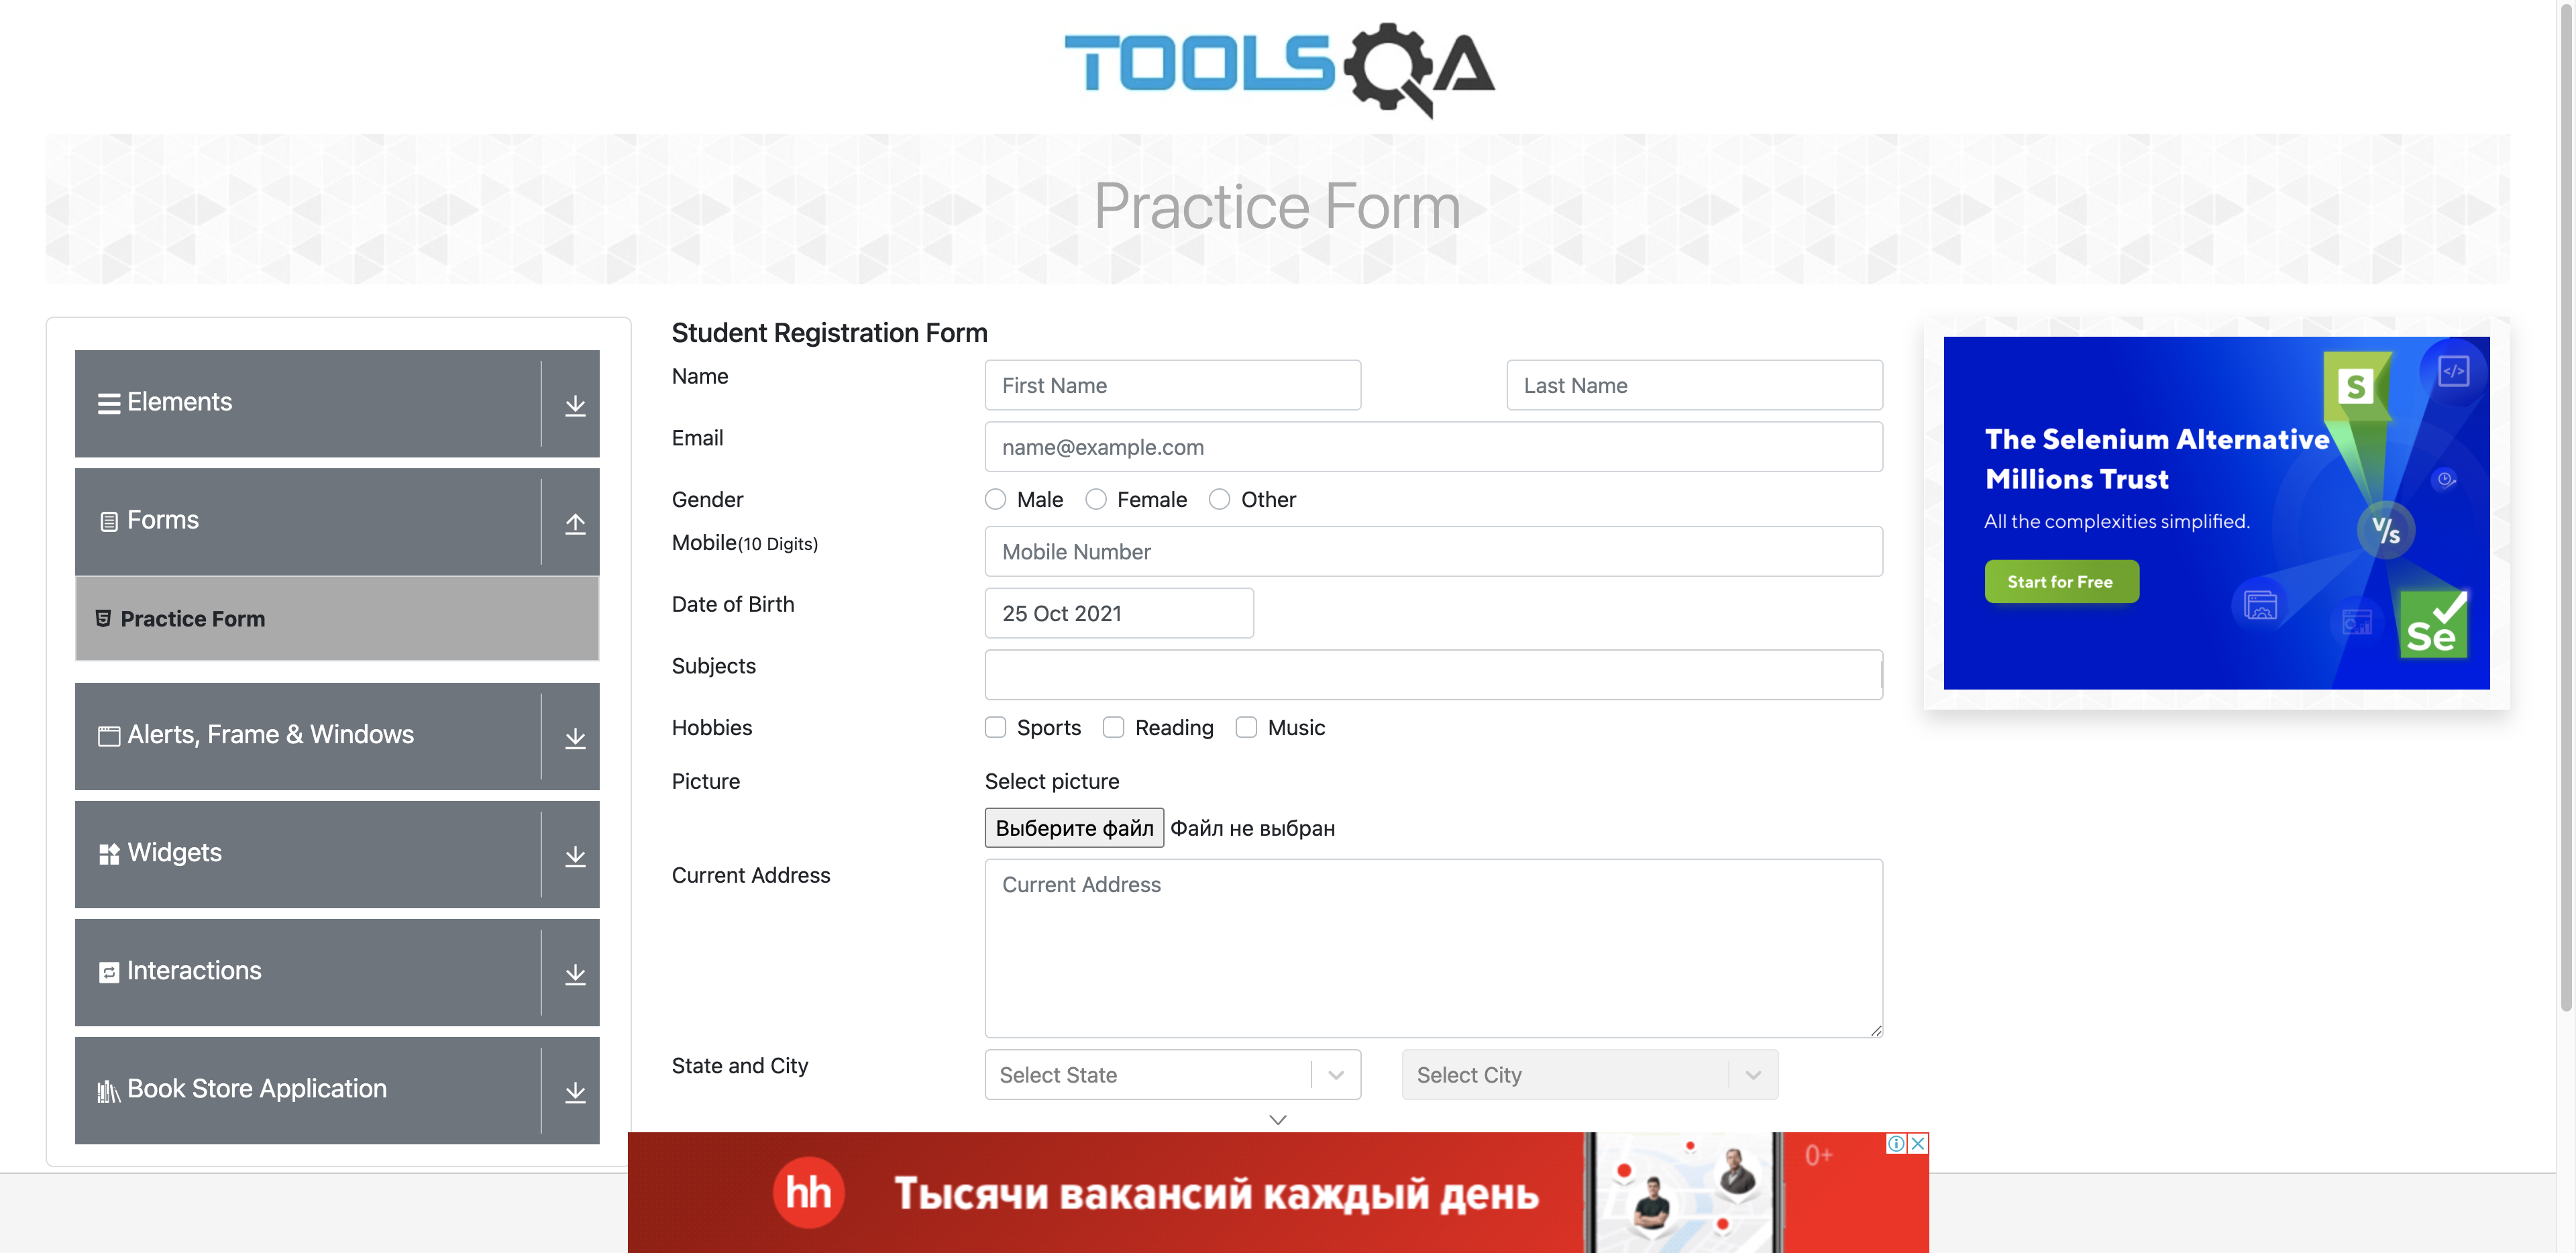 TOOLSQA
Practice Form
Elements
Forms
Practice Form
Alerts, Frame & Windows
Widgets
Interactions
Book Store Application
Student Registration Form
Name
First Name
Last Name
Email
name@example.com
Gender
Male
Female
Other
Mobile(10 Digits)
Mobile Number
Date of Birth
25 Oct 2021
Subjects
Hobbies
Sports
Reading
Music
Picture
Select picture
Выберите файл Файл не выбран
Current Address
Current Address
State and City
Select State
Select City
The Selenium Alternative
Millions Trust
All the complexities simplified.
Start for Free
S
</>
V/s
Se
hh
Тысячи вакансий каждый день
0+